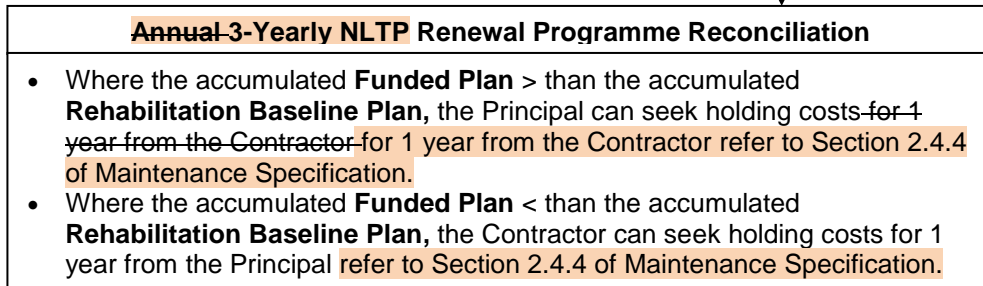 Annual 3-Yearly NLTP Renewal Programme Reconciliation
• Where the accumulated Funded Plan > than the accumulated
Rehabilitation Baseline Plan, the Principal can seek holding costs for 1
year from the Contractor for 1 year from the Contractor refer to Section 2.4.4
of Maintenance Specification.
• Where the accumulated Funded Plan < than the accumulated
Rehabilitation Baseline Plan, the Contractor can seek holding costs for 1
year from the Principal refer to Section 2.4.4 of Maintenance Specification.